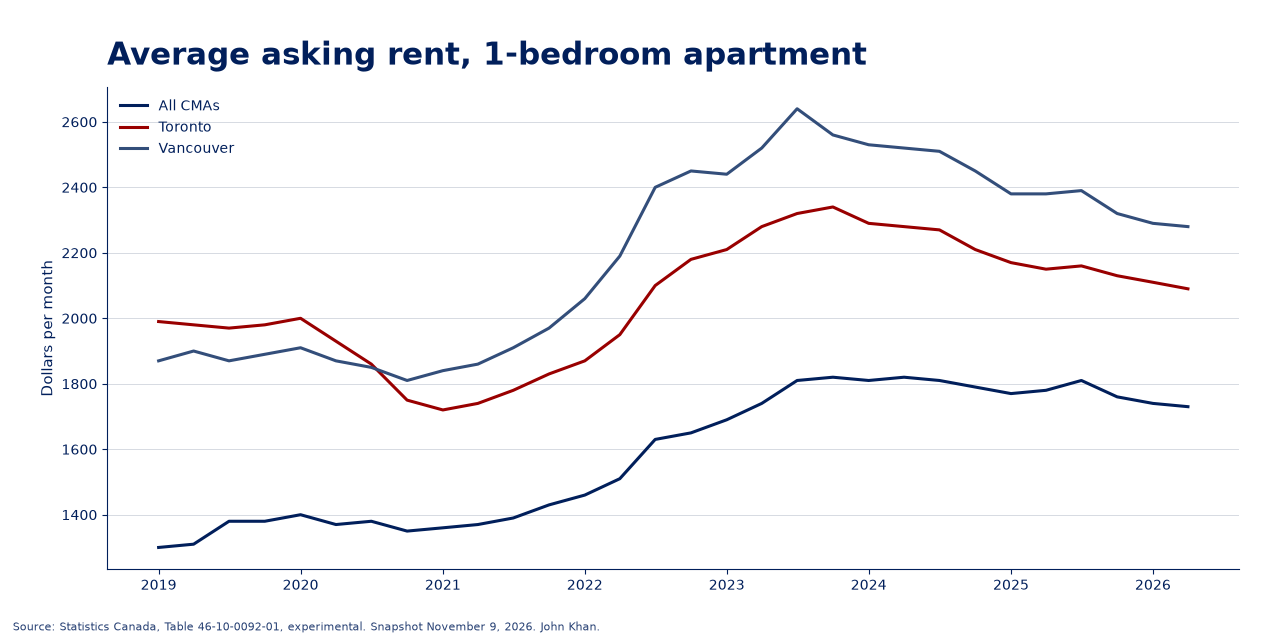 Average asking rent, 1-bedroom apartment
All CMAs
Toronto
Vancouver
Dollars per month
2600
2400
2200
2000
1800
1600
1400
2019 2020 2021 2022 2023 2024 2025 2026
Source: Statistics Canada, Table 46-10-0092-01, experimental. Snapshot November 9, 2026. John Khan.